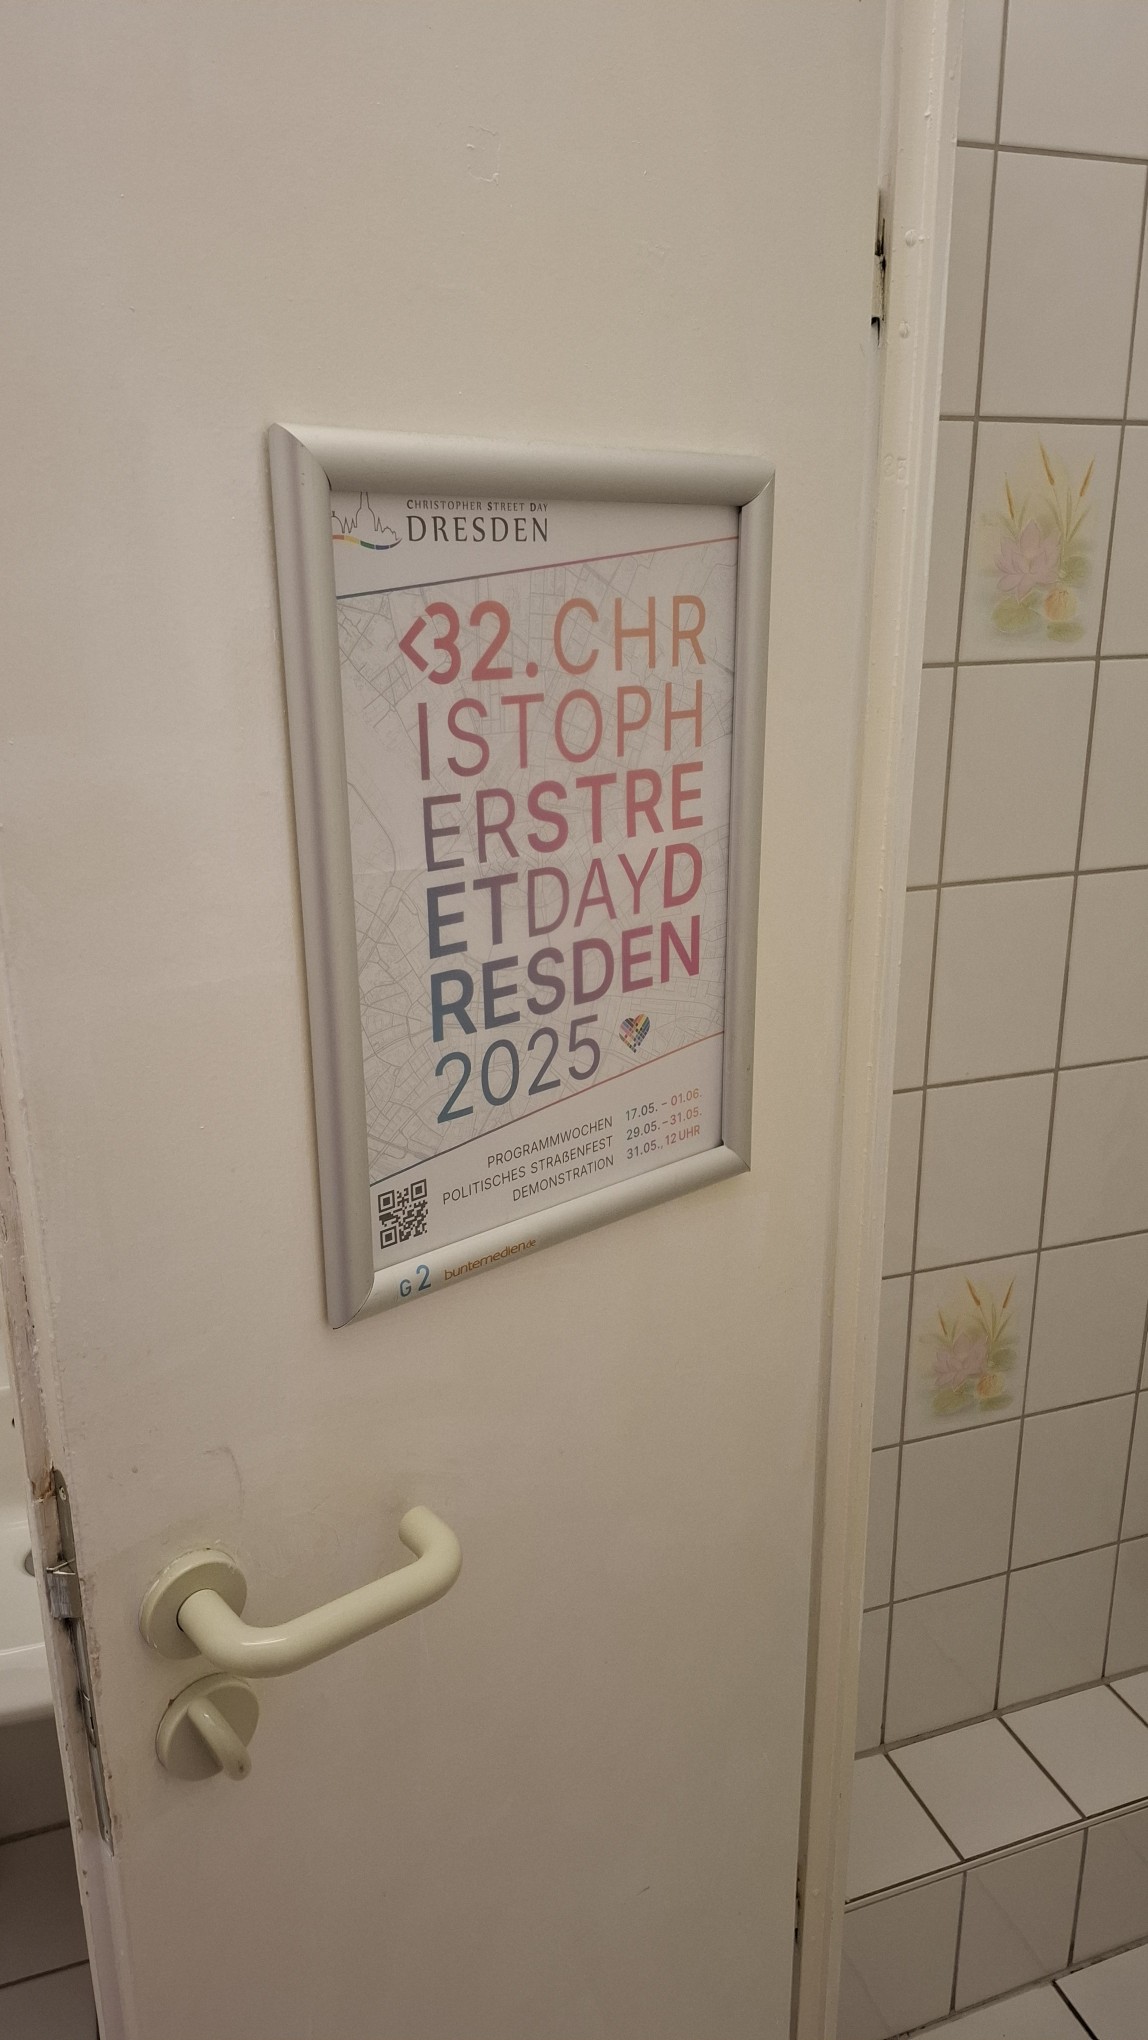 CHRISTOPHER STREET DAY
DRESDEN
<32. CHR
ISTOPH
ERSTRE
ETDAYD
RESDEN
2025
PROGRAMMWOCHEN 17.05. – 01.06.
POLITISCHES STRAßENFEST 29.05. – 31.05.
DEMONSTRATION 31.05., 12 UHR
G 2 buntemedien.de